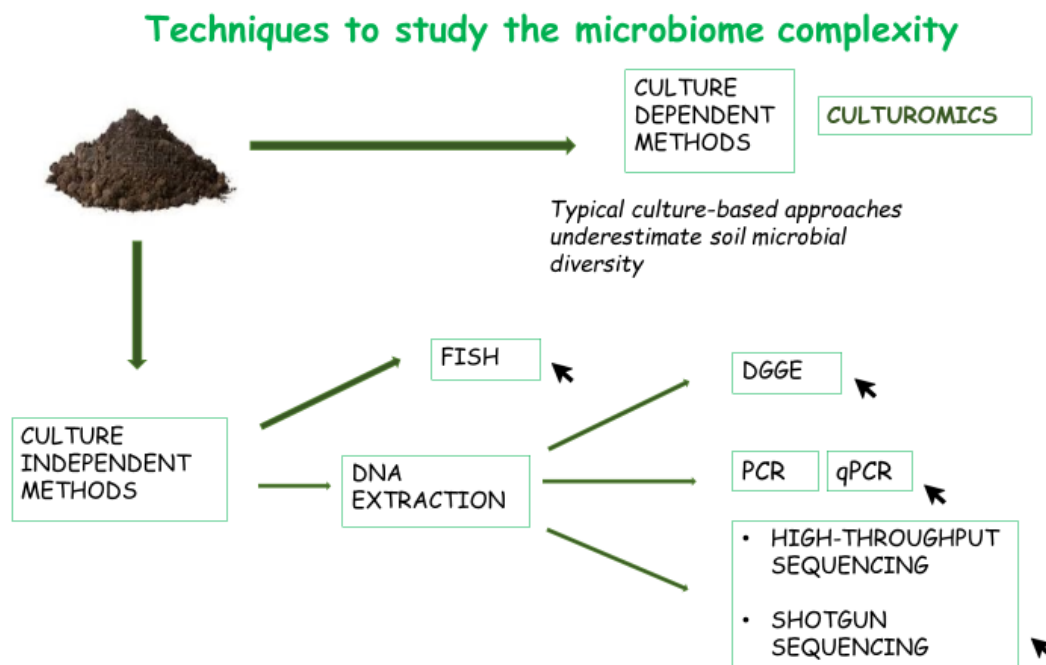 Techniques to study the microbiome complexity
CULTURE
DEPENDENT
METHODS
CULTUROMICS
Typical culture-based approaches
underestimate soil microbial
diversity
FISH
DGGE
CULTURE
INDEPENDENT
METHODS
DNA
EXTRACTION
PCR
qPCR
• HIGH-THROUGHPUT
SEQUENCING
• SHOTGUN
SEQUENCING